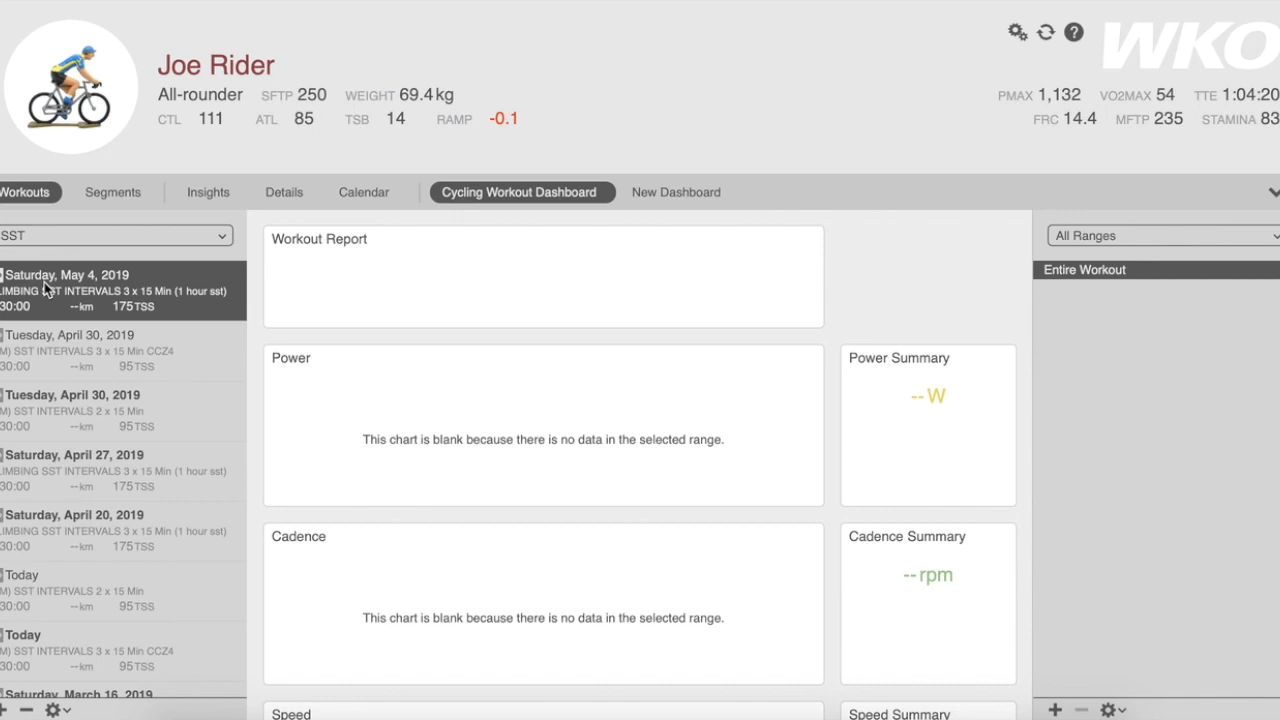 WKO
Joe Rider
All-rounder SFTP 250 WEIGHT 69.4kg
CTL 111 ATL 85 TSB 14 RAMP -0.1
PMAX 1,132 VO2MAX 54 TTE 1:04:20
FRC 14.4 MFTP 235 STAMINA 83
Workouts Segments Insights Details Calendar Cycling Workout Dashboard New Dashboard
SST
Saturday, May 4, 2019
LIMBING SST INTERVALS 3 x 15 Min (1 hour sst)
30:00 --km 175TSS
Tuesday, April 30, 2019
M) SST INTERVALS 3 x 15 Min CCZ4
30:00 --km 95TSS
Tuesday, April 30, 2019
M) SST INTERVALS 2 x 15 Min
30:00 --km 95TSS
Saturday, April 27, 2019
LIMBING SST INTERVALS 3 x 15 Min (1 hour sst)
30:00 --km 175TSS
Saturday, April 20, 2019
LIMBING SST INTERVALS 3 x 15 Min (1 hour sst)
30:00 --km 175TSS
Today
M) SST INTERVALS 2 x 15 Min
30:00 --km 95TSS
Today
M) SST INTERVALS 3 x 15 Min CCZ4
30:00 --km 95TSS
Saturday, March 16, 2019
Workout Report
Power
This chart is blank because there is no data in the selected range.
Power Summary
--W
Cadence
This chart is blank because there is no data in the selected range.
Cadence Summary
--rpm
Speed
Speed Summary
All Ranges
Entire Workout